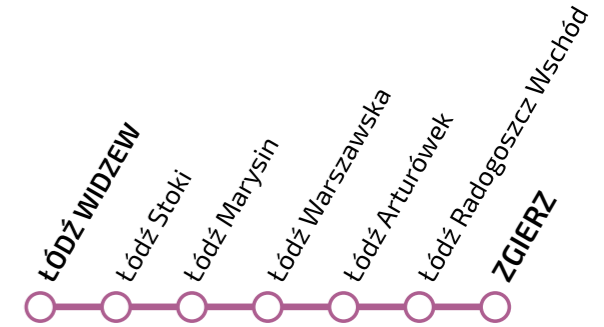 ŁÓDŹ WIDZEW
Łódź Stoki
Łódź Marysin
Łódź Warszawska
Łódź Arturówek
Łódź Radogoszcz Wschód
ZGIERZ